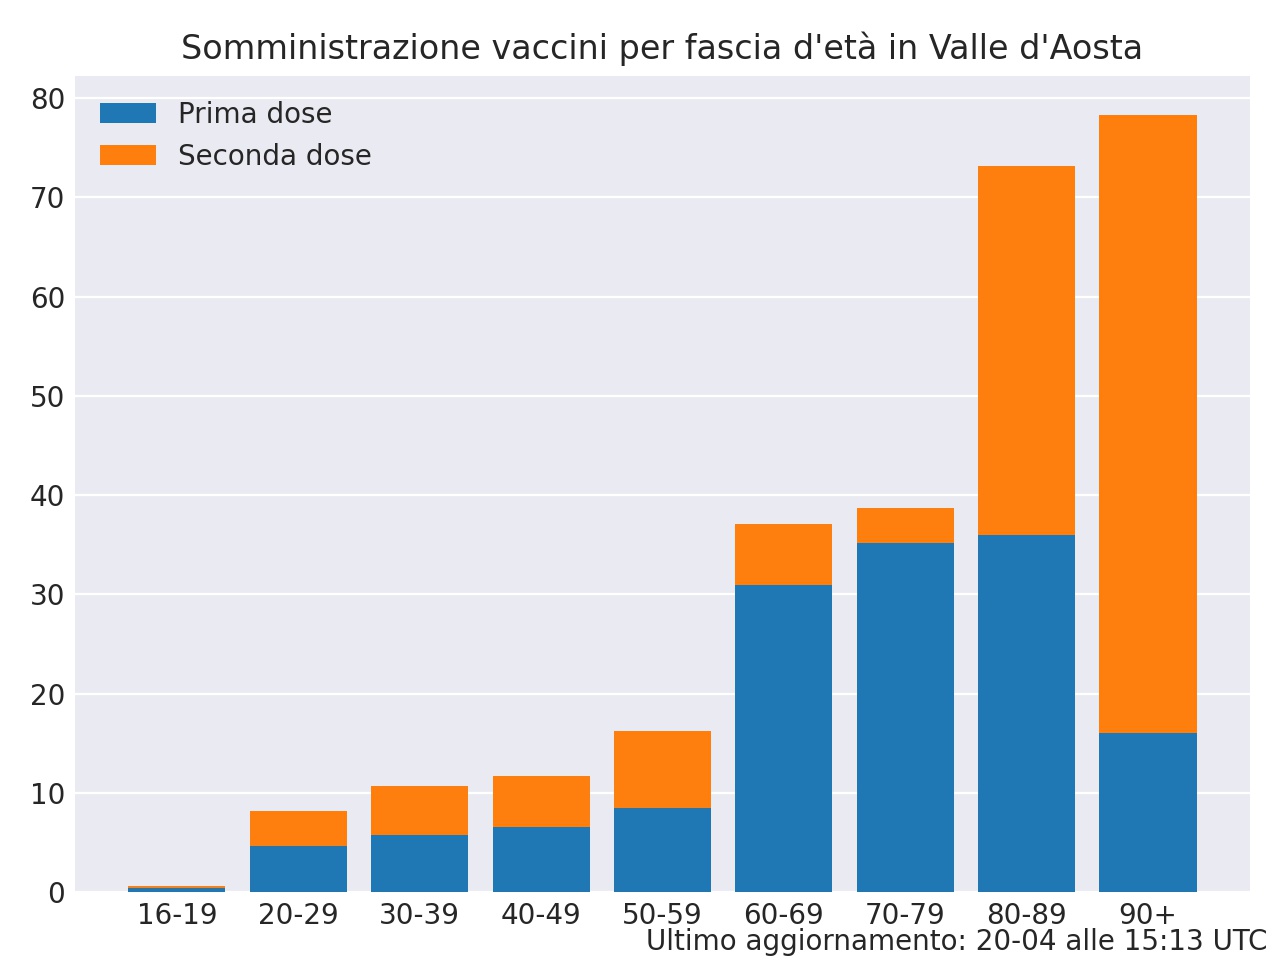 Somministrazione vaccini per fascia d'età in Valle d'Aosta
Prima dose
Seconda dose
80
70
60
50
40
30
20
10
0
16-19 20-29 30-39 40-49 50-59 60-69 70-79 80-89 90+
Ultimo aggiornamento: 20-04 alle 15:13 UTC